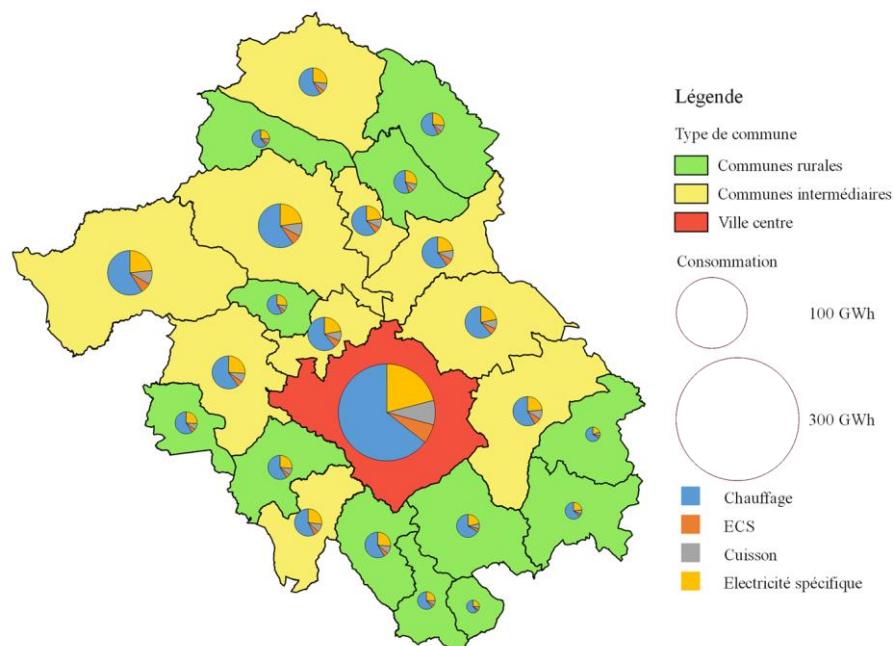 Légende
Type de commune
Communes rurales
Communes intermédiaires
Ville centre
Consommation
100 GWh
300 GWh
Chauffage
ECS
Cuisson
Electricité spécifique